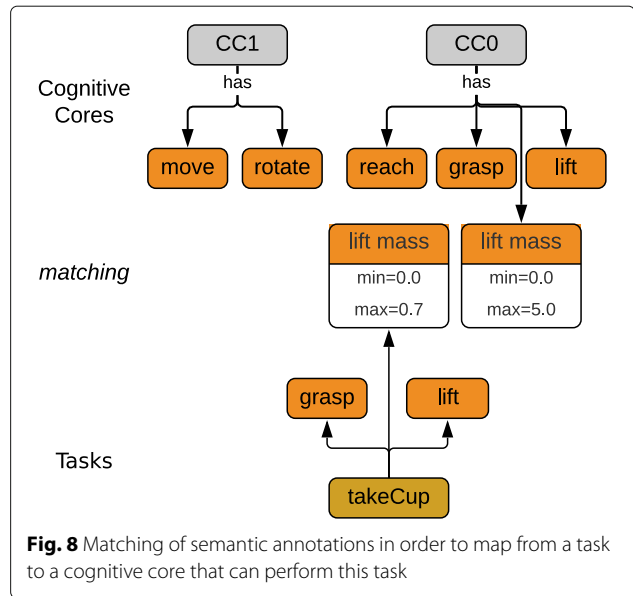 CC1 CC0
has has
Cognitive
Cores
move rotate reach grasp lift
lift mass lift mass
matching
min=0.0 min=0.0
max=0.7 max=5.0
grasp lift
Tasks
takeCup
Fig. 8 Matching of semantic annotations in order to map from a task
to a cognitive core that can perform this task